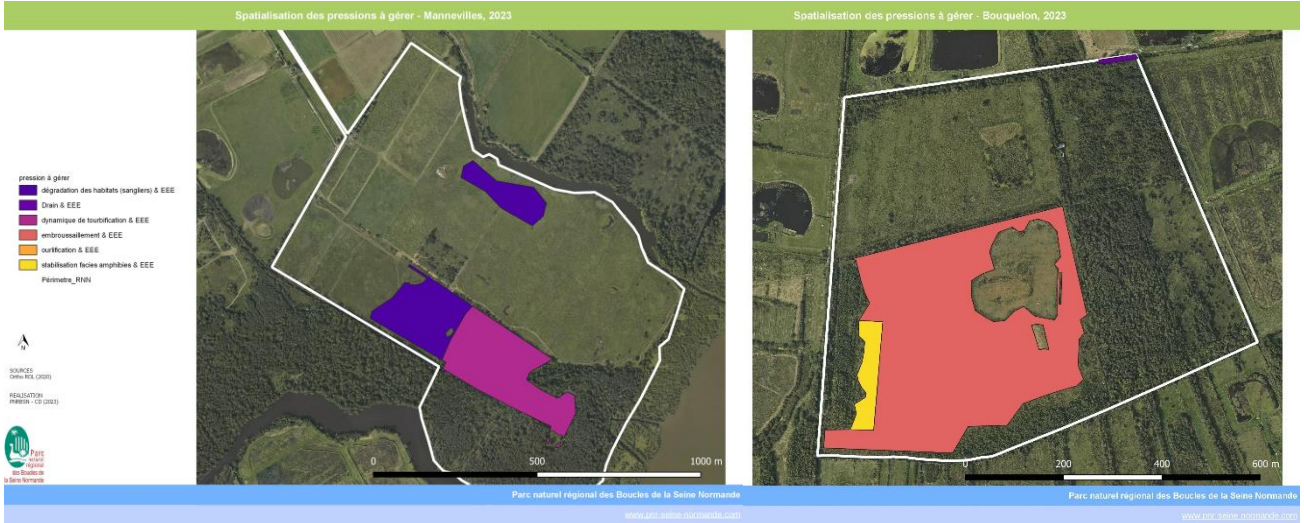 Spatialisation des pressions à gérer - Mannevilles, 2023
Spatialisation des pressions à gérer - Bouquelon, 2023
pression à gérer
dégradation des habitats (sangliers) & EEE
Drain & EEE
dynamique de tourbification & EEE
embroussaillement & EEE
ourlification & EEE
stabilisation facies amphibies & EEE
Périmetre_RNN
N
SOURCES
Ortho ROL (2020)
REALISATION
PNRBSN - CD (2023)
Parc
naturel
régional
des Boucles de
la Seine Normande
0 500 1000 m
0 200 400 600 m
Parc naturel régional des Boucles de la Seine Normande
www.pnr-seine-normande.com
Parc naturel régional des Boucles de la Seine Normande
www.pnr-seine-normande.com